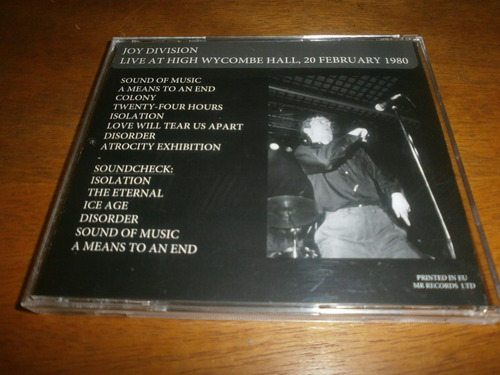 JOY DIVISION
LIVE AT HIGH WYCOMBE HALL, 20 FEBRUARY 1980
SOUND OF MUSIC
A MEANS TO AN END
COLONY
TWENTY-FOUR HOURS
ISOLATION
LOVE WILL TEAR US APART
DISORDER
ATROCITY EXHIBITION
SOUNDCHECK:
ISOLATION
THE ETERNAL
ICE AGE
DISORDER
SOUND OF MUSIC
A MEANS TO AN END
PRINTED IN EU
MR RECORDS LTD